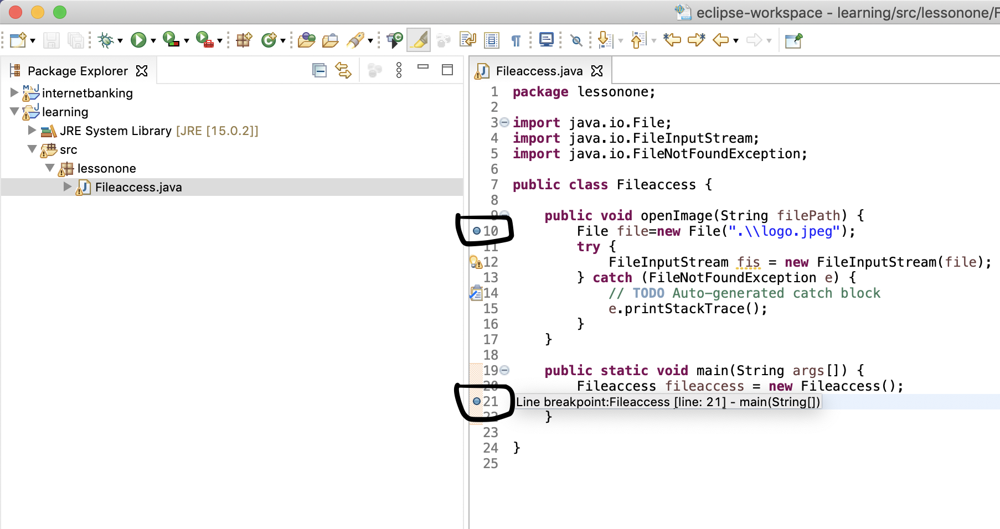 eclipse-workspace - learning/src/lessonone/F
Package Explorer
internetbanking
learning
JRE System Library [JRE [15.0.2]]
src
lessonone
Fileaccess.java
Fileaccess.java
1 package lessonone;
2
3 import java.io.File;
4 import java.io.FileInputStream;
5 import java.io.FileNotFoundException;
6
7 public class Fileaccess {
8
9 public void openImage(String filePath) {
10 File file=new File(".\\logo.jpeg");
11 try {
12 FileInputStream fis = new FileInputStream(file);
13 } catch (FileNotFoundException e) {
14 // TODO Auto-generated catch block
15 e.printStackTrace();
16 }
17 }
18
19 public static void main(String args[]) {
20 Fileaccess fileaccess = new Fileaccess();
21 Line breakpoint:Fileaccess [line: 21] - main(String[])
22 }
23
24 }
25